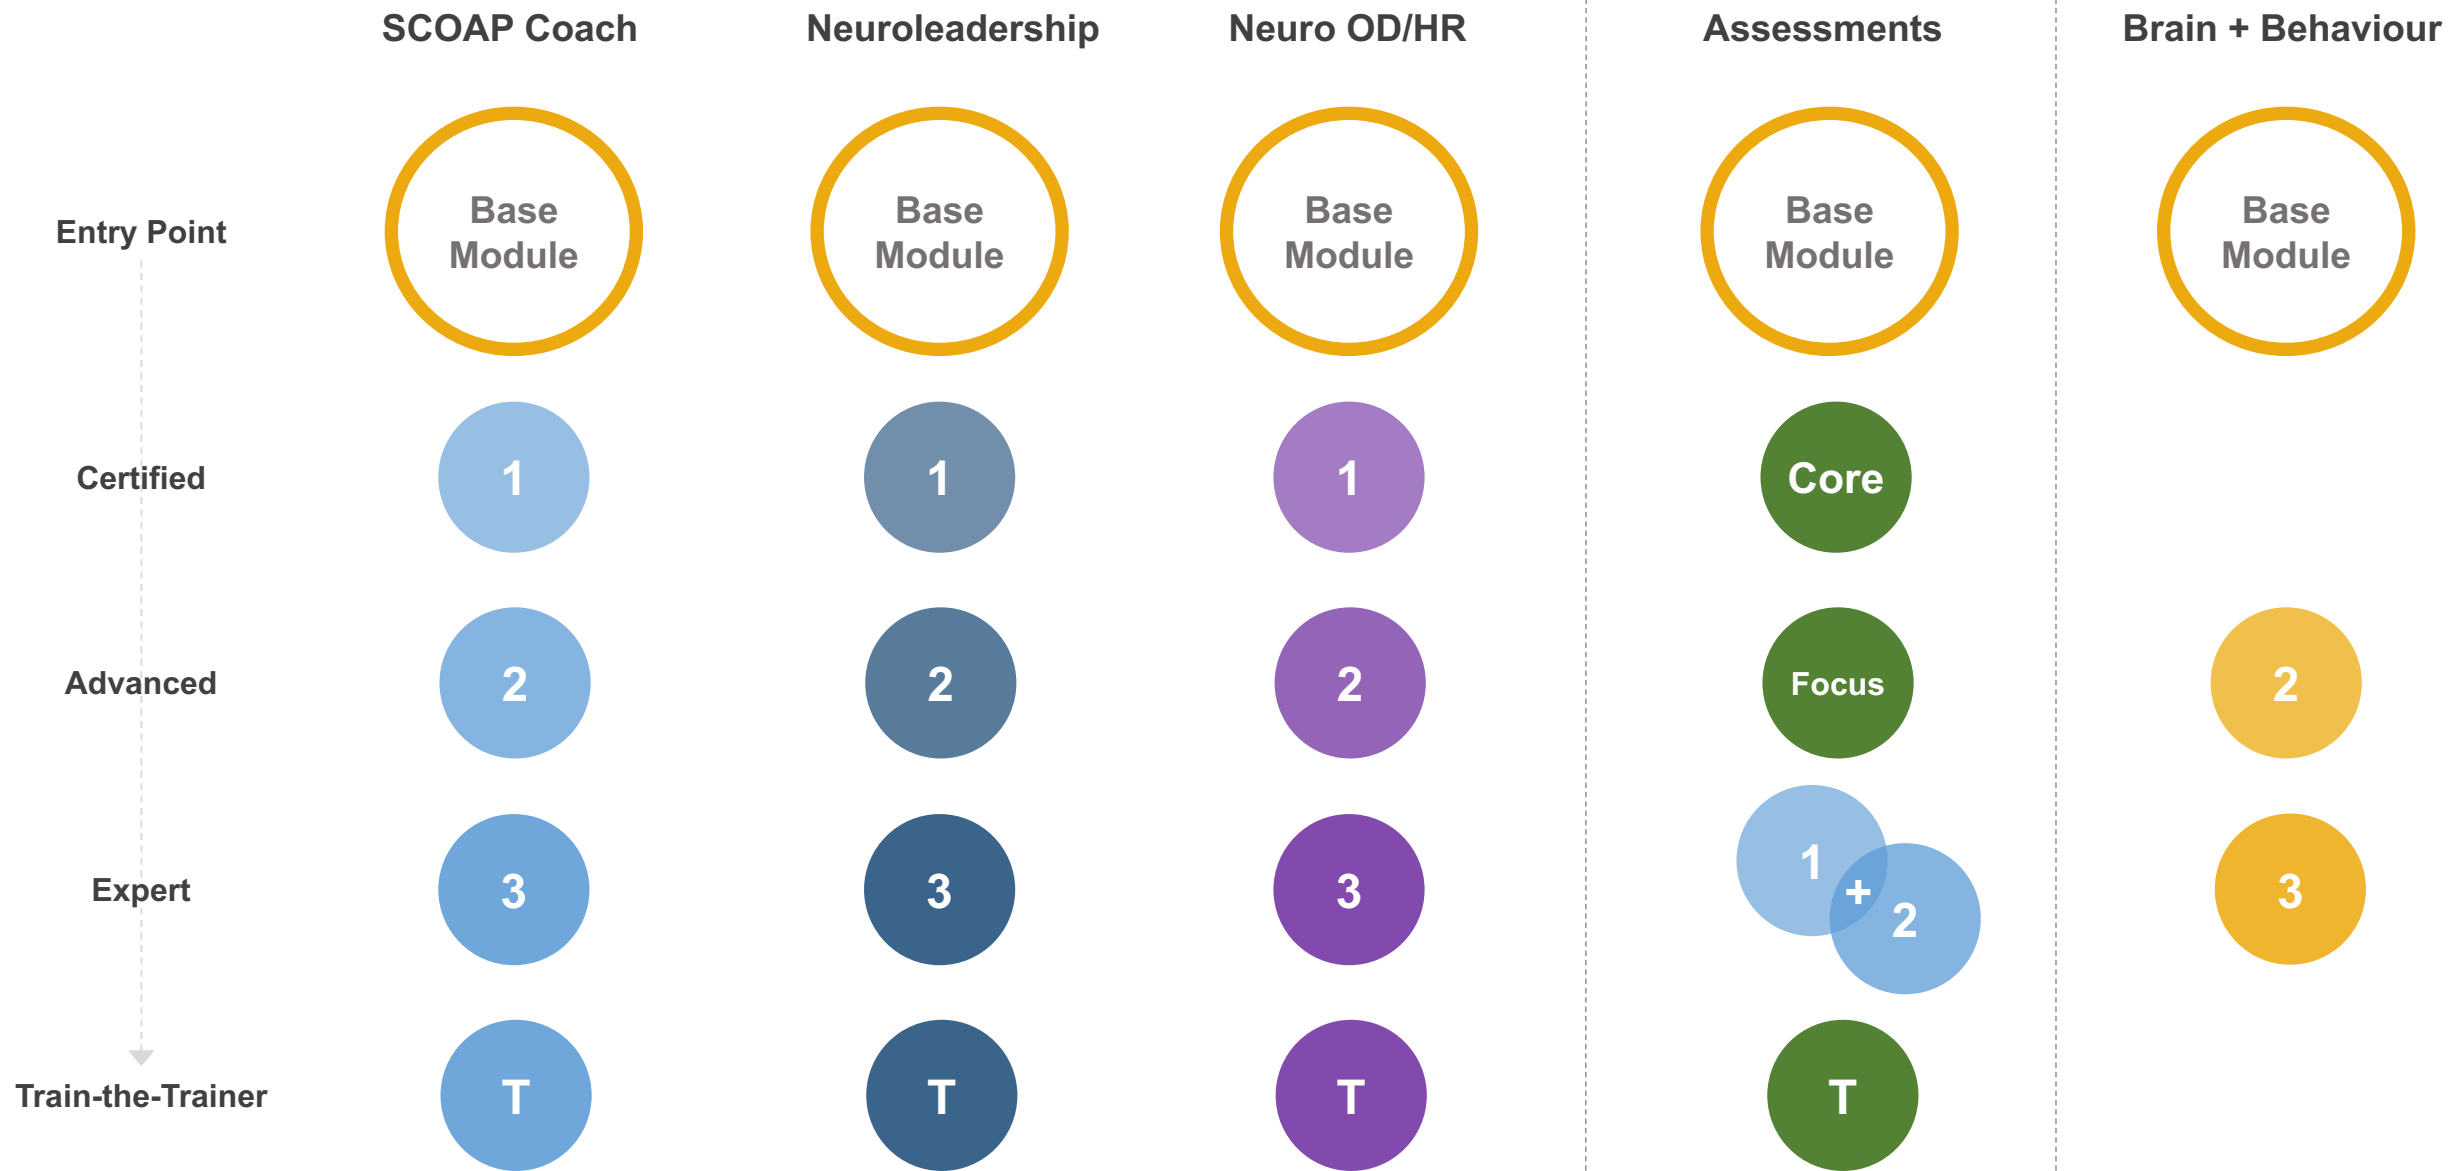 SCOAP Coach
Neuroleadership
Neuro OD/HR
Assessments
Brain + Behaviour
Entry Point
Base
Module
Base
Module
Base
Module
Base
Module
Base
Module
Certified
1
1
1
Core
Advanced
2
2
2
Focus
2
Expert
3
3
3
1
+
2
3
Train-the-Trainer
T
T
T
T